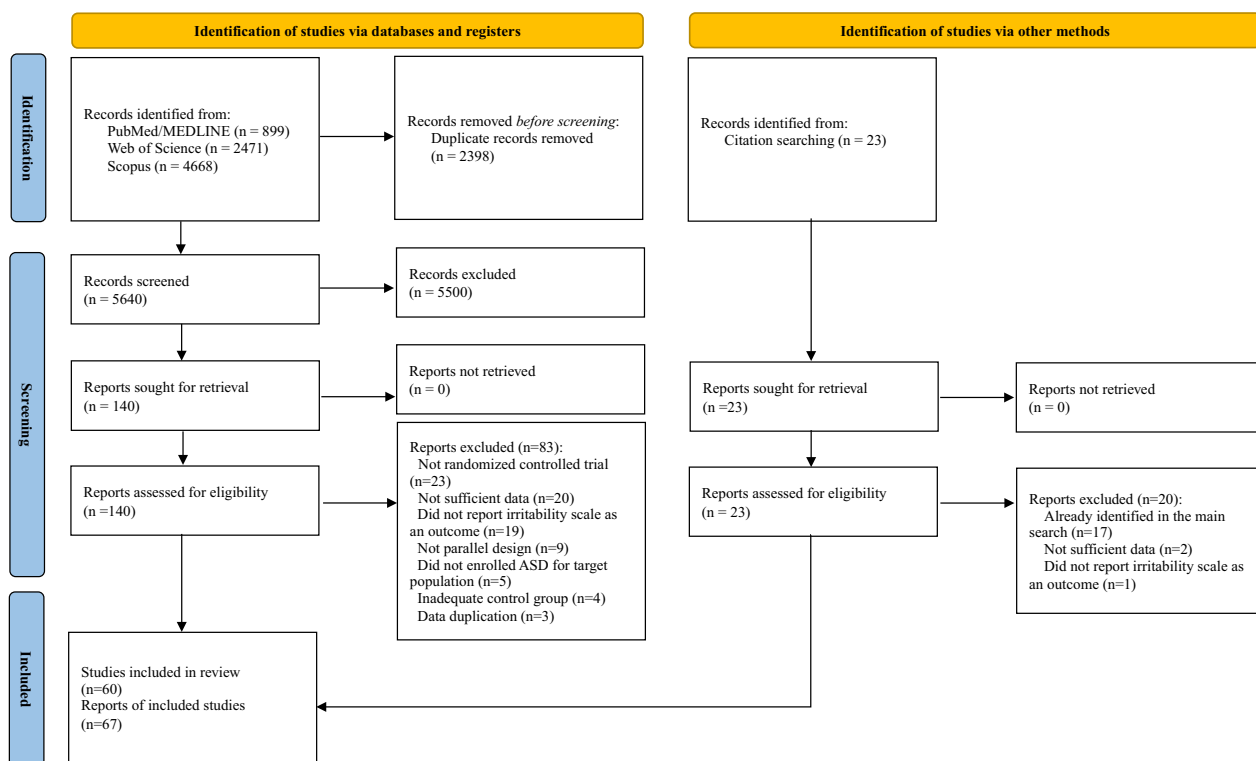 Identification of studies via databases and registers
Identification of studies via other methods
Identification
Records identified from:
PubMed/MEDLINE (n = 899)
Web of Science (n = 2471)
Scopus (n = 4668)
Records removed before screening:
Duplicate records removed
(n = 2398)
Records identified from:
Citation searching (n = 23)
Screening
Records screened
(n = 5640)
Records excluded
(n = 5500)
Reports sought for retrieval
(n = 140)
Reports not retrieved
(n = 0)
Reports sought for retrieval
(n =23)
Reports not retrieved
(n = 0)
Reports assessed for eligibility
(n =140)
Reports excluded (n=83):
Not randomized controlled trial
(n=23)
Not sufficient data (n=20)
Did not report irritability scale as
an outcome (n=19)
Not parallel design (n=9)
Did not enrolled ASD for target
population (n=5)
Inadequate control group (n=4)
Data duplication (n=3)
Reports assessed for eligibility
(n = 23)
Reports excluded (n=20):
Already identified in the main
search (n=17)
Not sufficient data (n=2)
Did not report irritability scale as
an outcome (n=1)
Included
Studies included in review
(n=60)
Reports of included studies
(n=67)